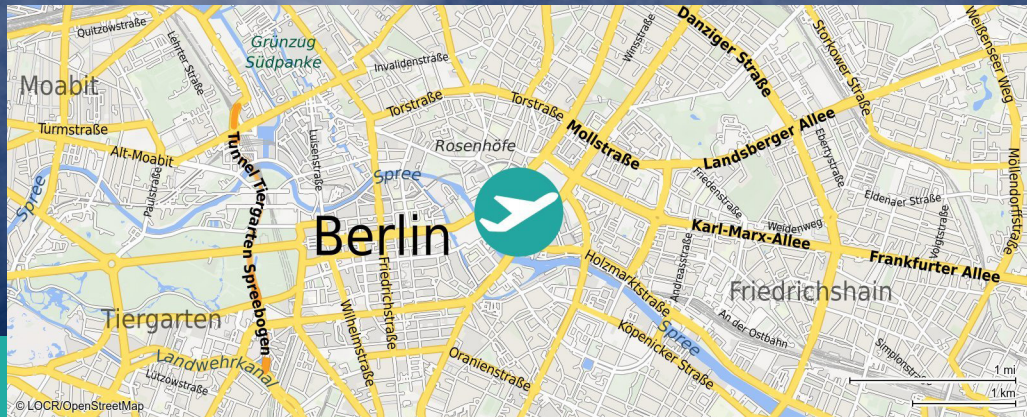 Quitzowstraße
Lehrter Straße
Grünzug
Südpanke
Invalidenstraße
Winsstraße
Danziger Straße
Storkower Straße
Weißenseer Weg
Moabit
Torstraße
Torstraße
Turmstraße
Mollstraße
Landsberger Allee
Alt-Moabit
Luisenstraße
Rosenhöfe
Ebertystraße
Möllendorffstraße
Paulstraße
Tunnel Tiergarten Spreebogen
Spree
Spree
Friedenstraße
Eldenaer Straße
Weidenweg
Voigtstraße
Berlin
Karl-Marx-Allee
Frankfurter Allee
Friedrichstraße
Wilhelmstraße
Holzmarktstraße
Andreasstraße
Friedrichshain
Tiergarten
An der Ostbahn
Spree
Köpenicker Straße
Landwehrkanal
Lützowstraße
Oranienstraße
Simplonstraße
1 mi
1 km
© LOCR/OpenStreetMap